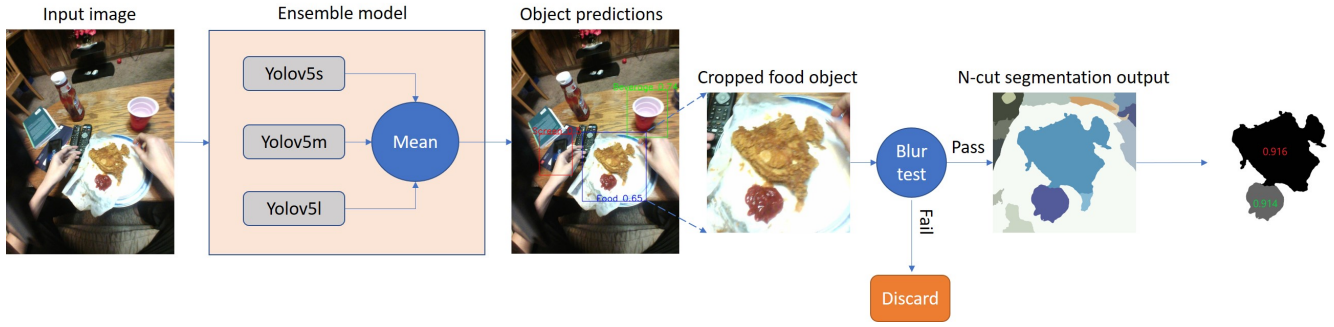 Input image
Ensemble model
Object predictions
Yolov5s
Yolov5m
Yolov5l
Mean
Food 0.65
Cropped food object
Blur
test
Pass
Fail
Discard
N-cut segmentation output
0.916
0.914